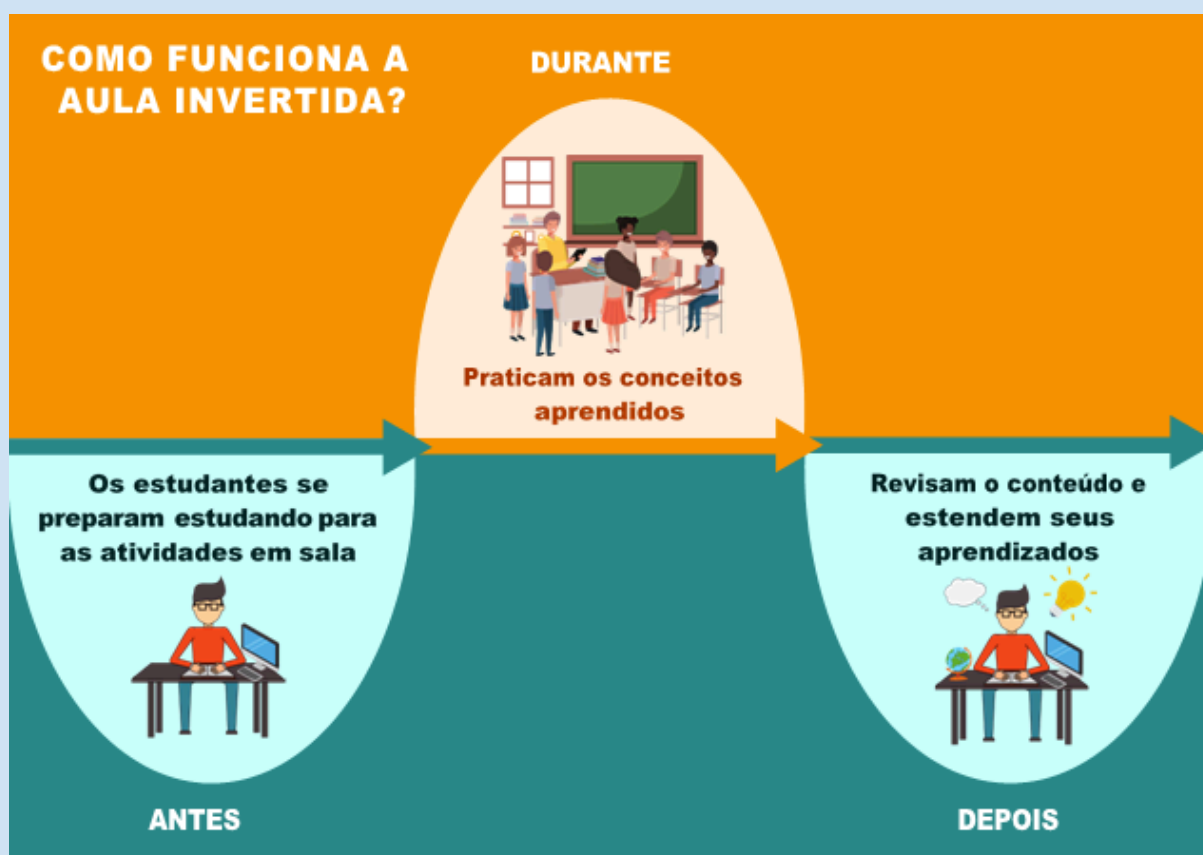 COMO FUNCIONA A
AULA INVERTIDA?
DURANTE
Praticam os conceitos
aprendidos
Os estudantes se
preparam estudando para
as atividades em sala
ANTES
Revisam o conteúdo e
estendem seus
aprendizados
DEPOIS